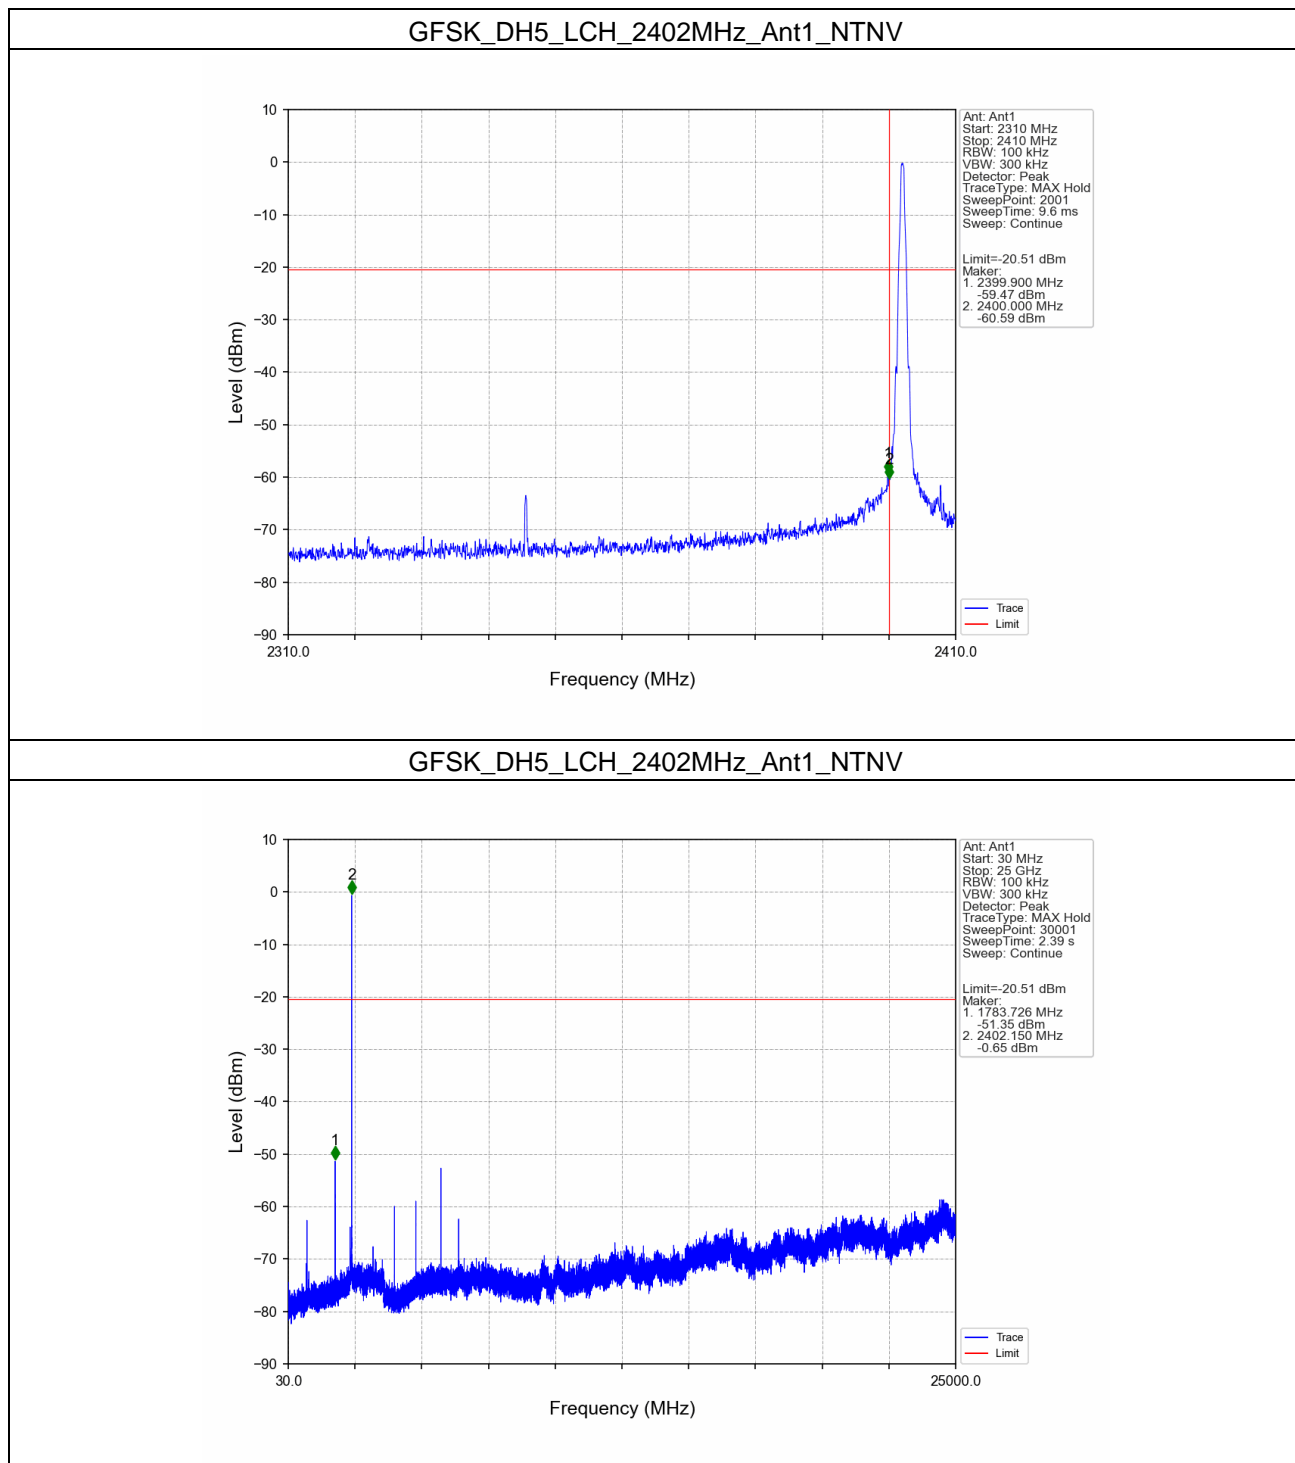 GFSK_DH5_LCH_2402MHz_Ant1_NTNV
10
0
−10
−20
−30
−40
−50
−60
−70
−80
−90
Level (dBm)
2310.0
2410.0
Frequency (MHz)
1
2
Ant: Ant1
Start: 2310 MHz
Stop: 2410 MHz
RBW: 100 kHz
VBW: 300 kHz
Detector: Peak
TraceType: MAX Hold
SweepPoint: 2001
SweepTime: 9.6 ms
Sweep: Continue
Limit=-20.51 dBm
Maker:
1. 2399.900 MHz
-59.47 dBm
2. 2400.000 MHz
-60.59 dBm
Trace
Limit
GFSK_DH5_LCH_2402MHz_Ant1_NTNV
10
0
−10
−20
−30
−40
−50
−60
−70
−80
−90
Level (dBm)
30.0
25000.0
Frequency (MHz)
1
2
Ant: Ant1
Start: 30 MHz
Stop: 25 GHz
RBW: 100 kHz
VBW: 300 kHz
Detector: Peak
TraceType: MAX Hold
SweepPoint: 30001
SweepTime: 2.39 s
Sweep: Continue
Limit=-20.51 dBm
Maker:
1. 1783.726 MHz
-51.35 dBm
2. 2402.150 MHz
-0.65 dBm
Trace
Limit